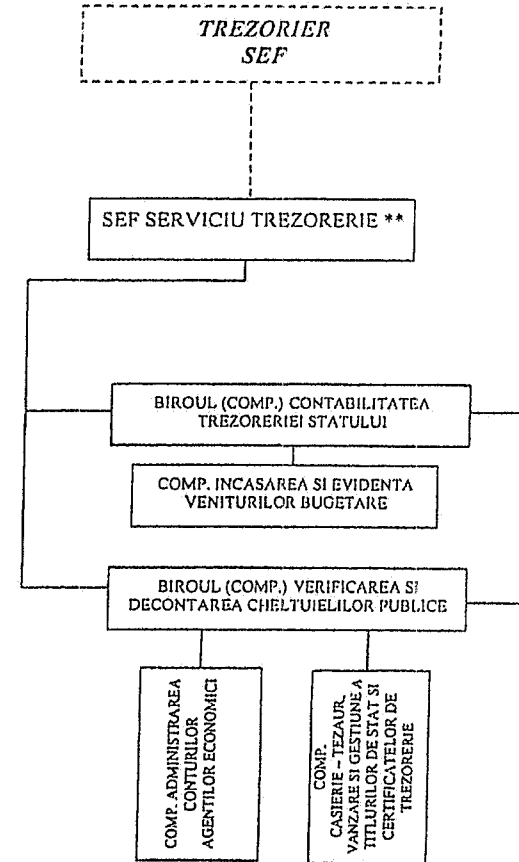 TREZORIER
SEF
SEF SERVICIU TREZORERIE **
BIROUL (COMP.) CONTABILITATEA
TREZORERIEI STATULUI
COMP. INCASAREA SI EVIDENTA
VENITURILOR BUGETARE
BIROUL (COMP.) VERIFICAREA SI
DECONTAREA CHELTUIELILOR PUBLICE
COMP. ADMINISTRAREA
CONTURILOR
AGENTILOR ECONOMICI
COMP.
CASIERIE – TEZAUR,
VANZARE SI GESTIUNE A
TITLURILOR DE STAT SI
CERTIFICATELOR DE
TREZORERIE